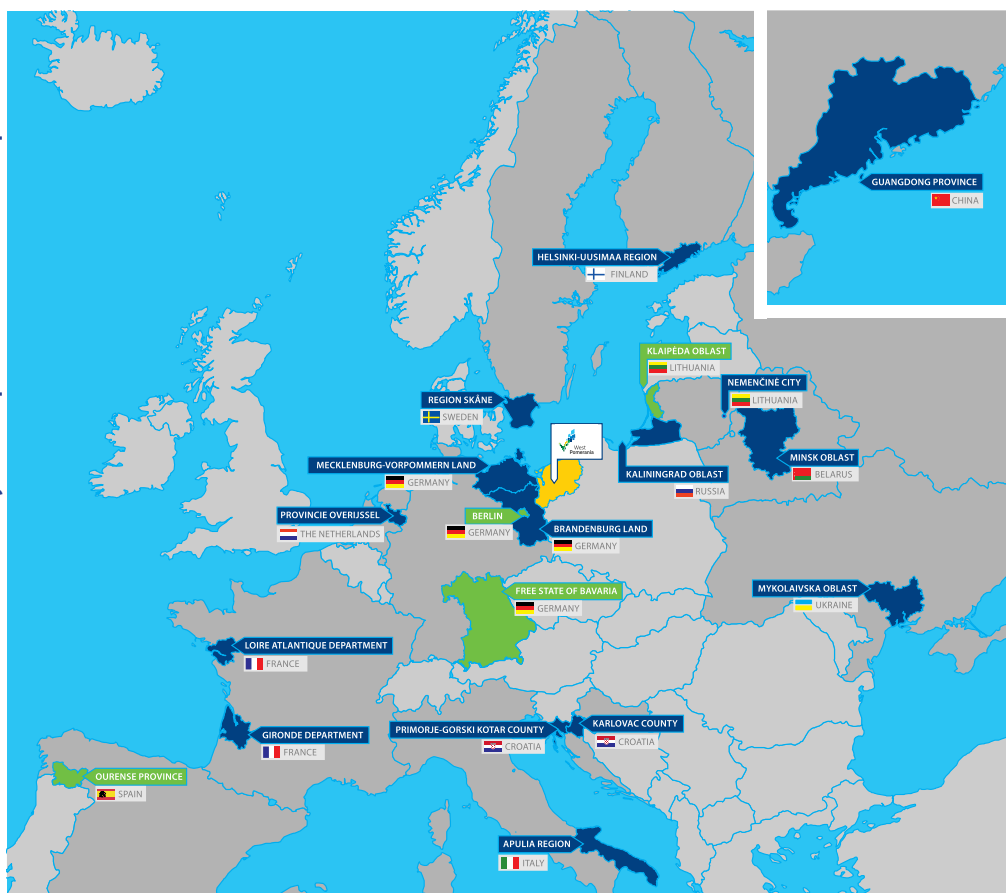 GUANGDONG PROVINCE
CHINA
HELSINKI-UUSIMAA REGION
FINLAND
KLAIPĖDA OBLAST
LITHUANIA
NEMENČINĖ CITY
LITHUANIA
REGION SKÅNE
SWEDEN
West
Pomerania
MINSK OBLAST
BELARUS
MECKLENBURG-VORPOMMERN LAND
GERMANY
KALININGRAD OBLAST
RUSSIA
PROVINCIE OVERIJSSEL
THE NETHERLANDS
BERLIN
GERMANY
BRANDENBURG LAND
GERMANY
FREE STATE OF BAVARIA
GERMANY
MYKOLAIVSKA OBLAST
UKRAINE
LOIRE ATLANTIQUE DEPARTMENT
FRANCE
GIRONDE DEPARTMENT
FRANCE
PRIMORJE-GORSKI KOTAR COUNTY
CROATIA
KARLOVAC COUNTY
CROATIA
OURENSE PROVINCE
SPAIN
APULIA REGION
ITALY